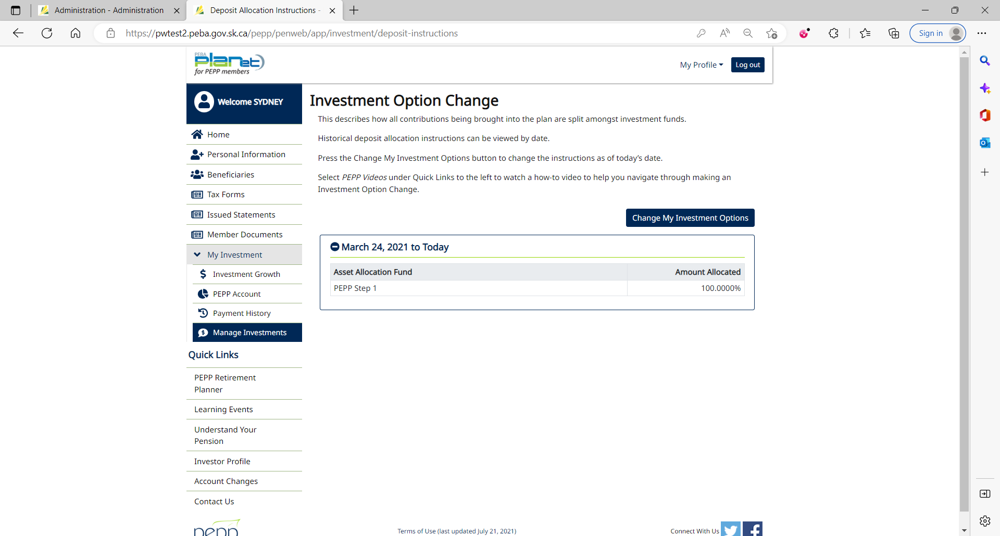 Administration - Administration
Deposit Allocation Instructions -
https://pwtest2.peba.gov.sk.ca/pepp/penweb/app/investment/deposit-instructions
Sign in
PEBA
planet
for PEPP members
My Profile
Log out
Welcome SYDNEY
Home
Personal Information
Beneficiaries
Tax Forms
Issued Statements
Member Documents
My Investment
Investment Growth
PEPP Account
Payment History
Manage Investments
Quick Links
PEPP Retirement
Planner
Learning Events
Understand Your
Pension
Investor Profile
Account Changes
Contact Us
Investment Option Change
This describes how all contributions being brought into the plan are split amongst investment funds.
Historical deposit allocation instructions can be viewed by date.
Press the Change My Investment Options button to change the instructions as of today’s date.
Select PEPP Videos under Quick Links to the left to watch a how-to video to help you navigate through making an
Investment Option Change.
Change My Investment Options
March 24, 2021 to Today
Asset Allocation Fund Amount Allocated
PEPP Step 1 100.0000%
pepp
Terms of Use (last updated July 21, 2021)
Connect With Us